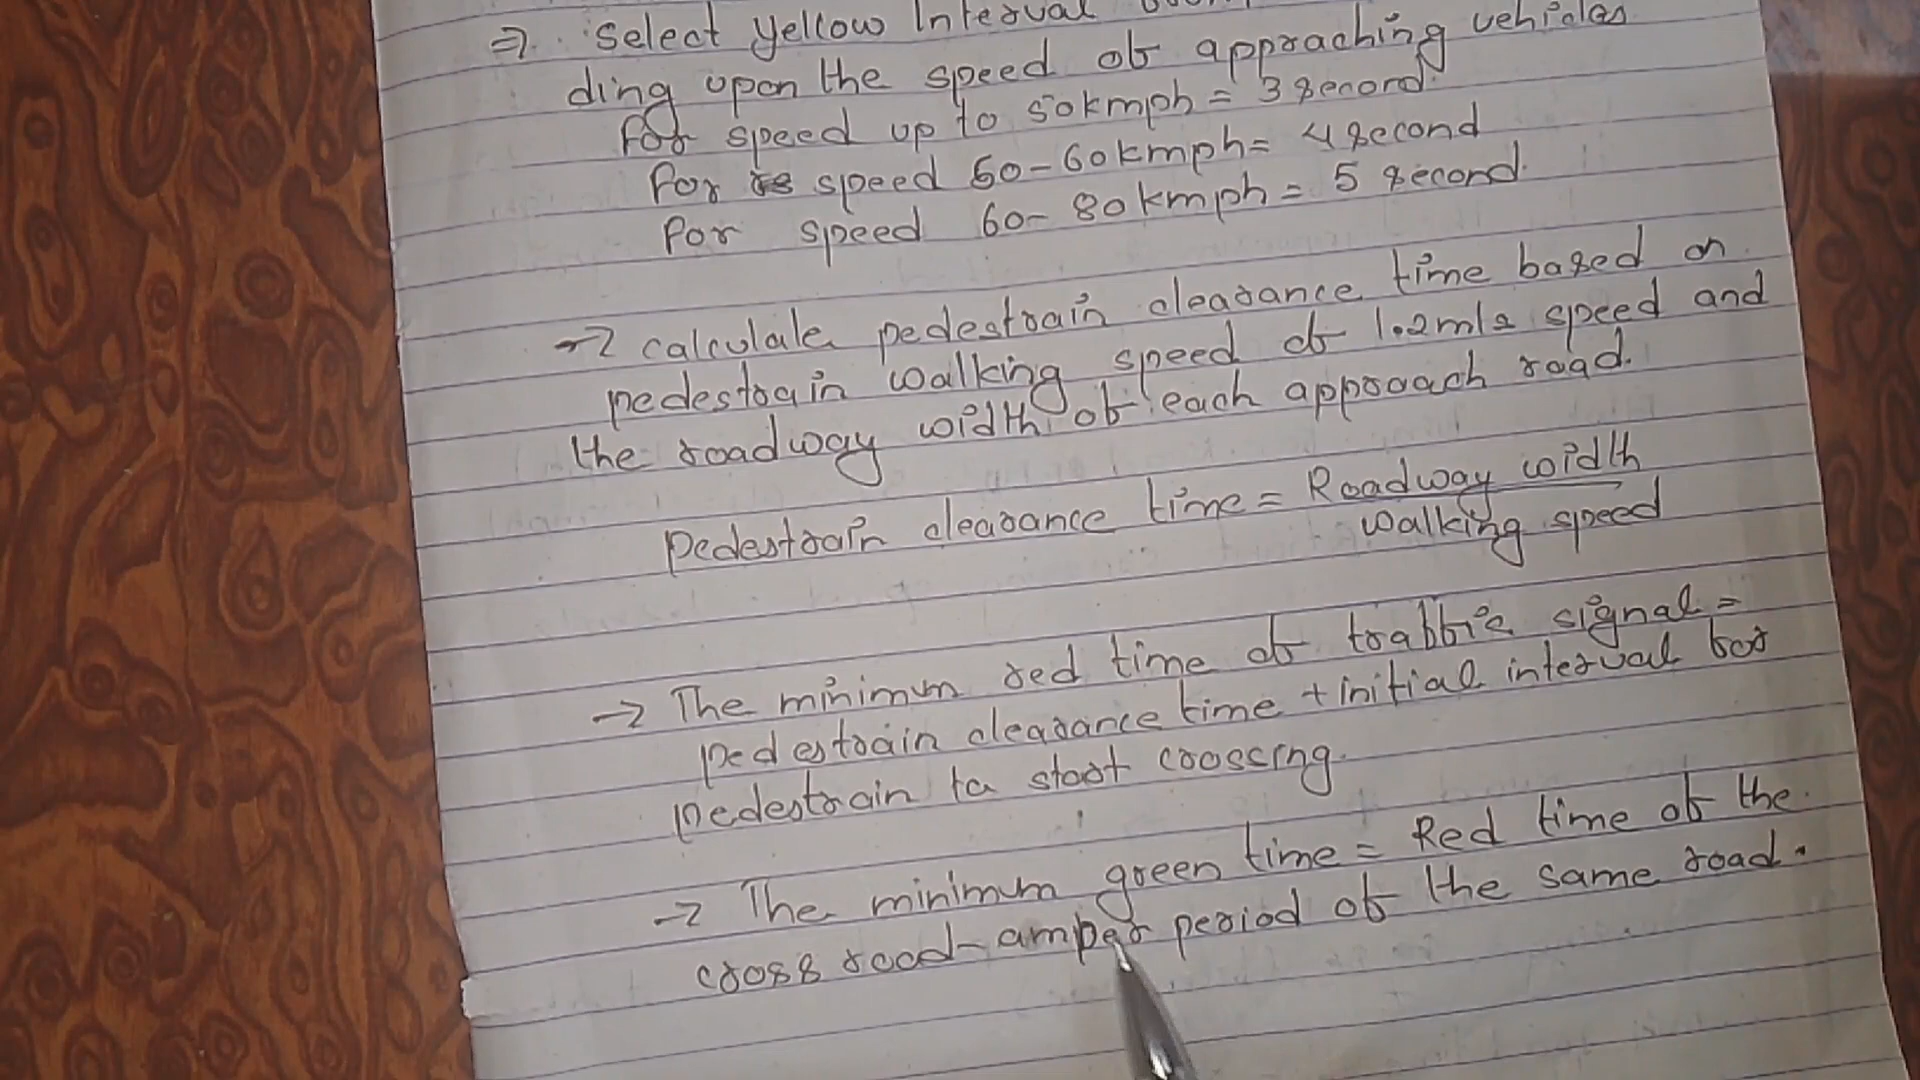 ⇒ Select yellow Interval
ding upon the speed of appraching vehicles
for speed up to 50kmph = 3 second.
for speed 50-60kmph= 4 second
for speed 60- 80kmph = 5 second.
→ calculate pedestrain clearance time based on
pedestrain walking speed of 1.2m/s speed and
the roadway width of each approach road.
Pedestrain clearance time = Roadway width
walking speed
→ The minimum red time of traffic signal =
pedestrain clearance time + initial interval for
pedestrain to start croossing.
→ The minimum green time = Red time of the
cross road- amber period of the same road.